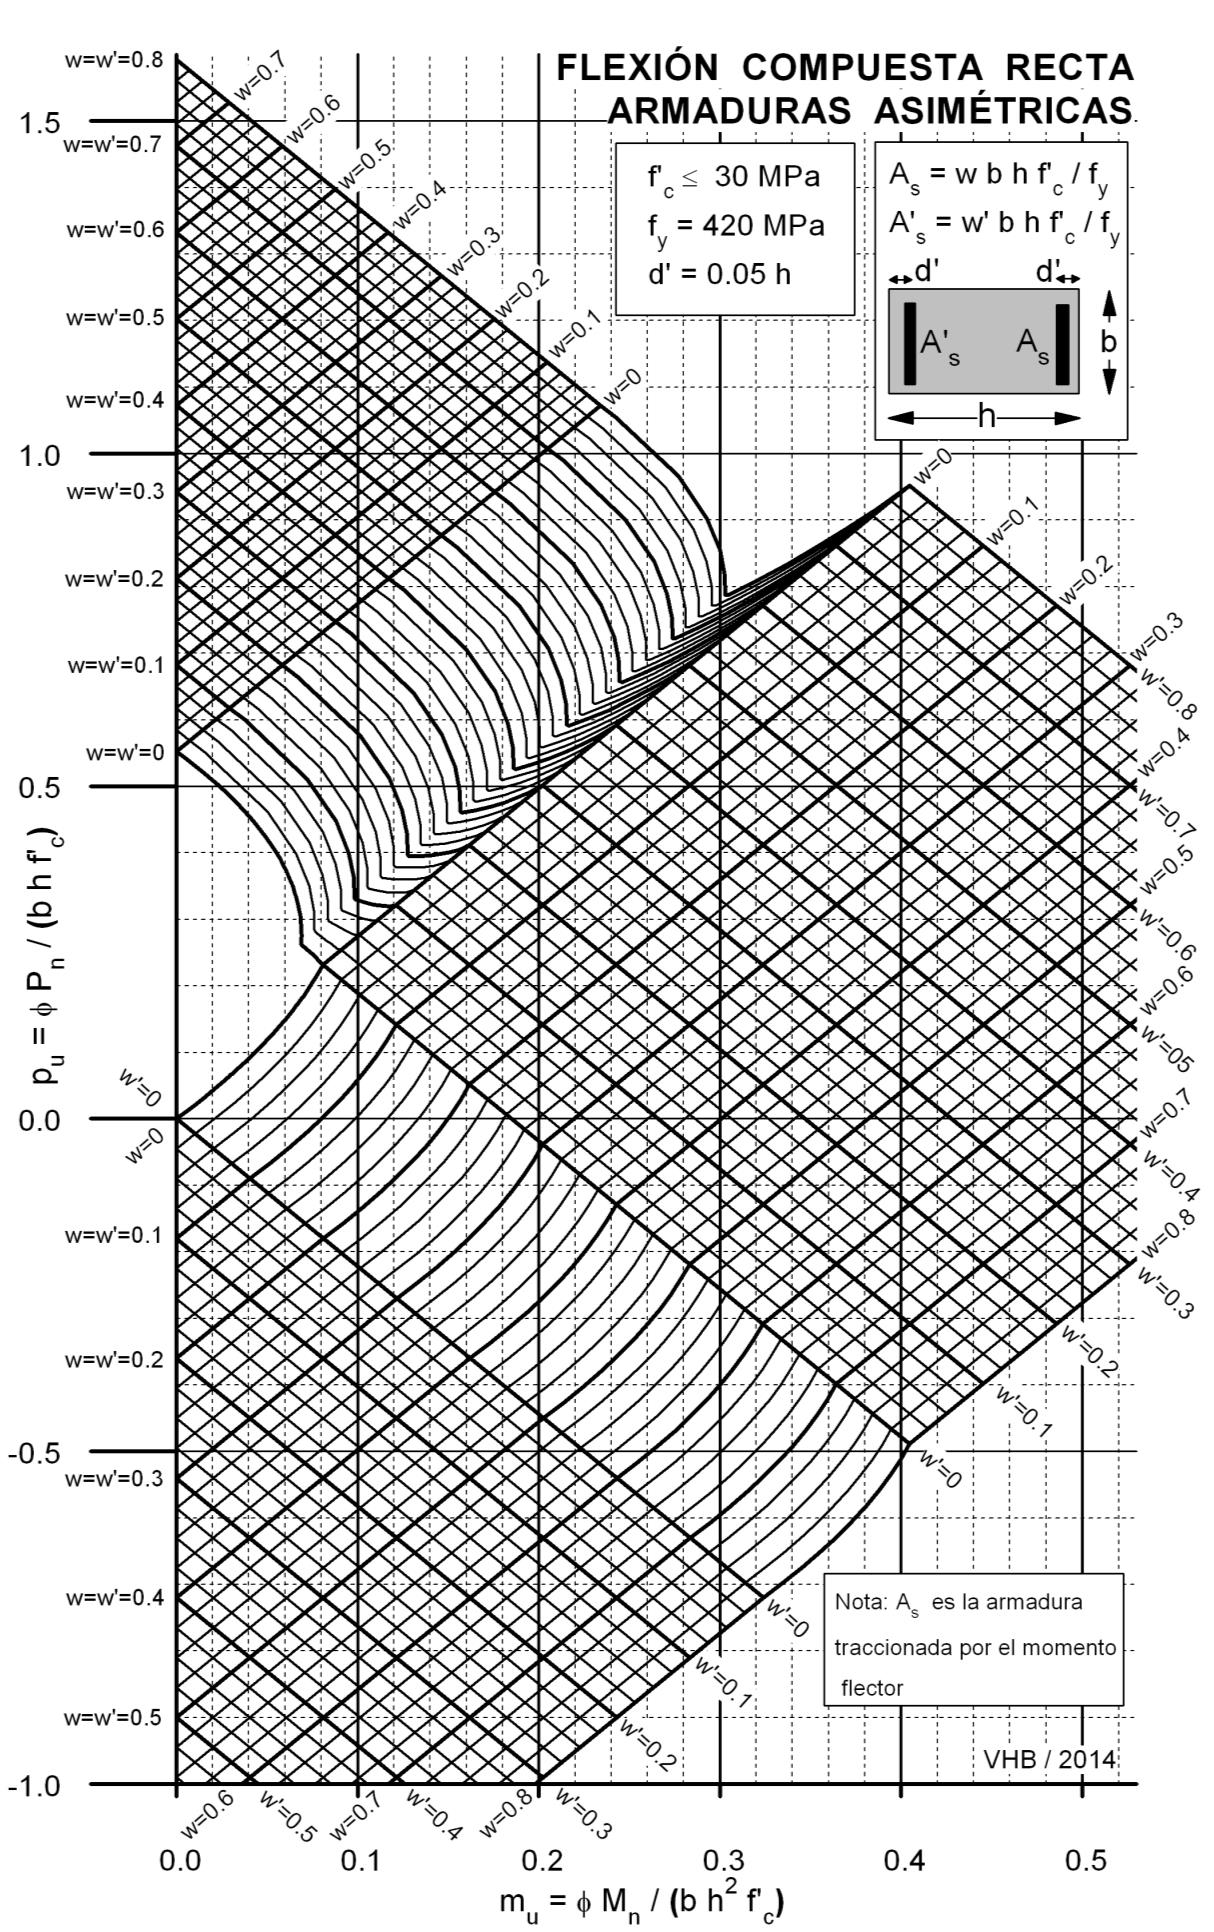 FLEXIÓN COMPUESTA RECTA
ARMADURAS ASIMÉTRICAS
f'c ≤ 30 MPa
fy = 420 MPa
d' = 0.05 h
As = w b h f'c / fy
A's = w' b h f'c / fy
d'
d'
A's
As
b
h
w=w'=0.8
w=w'=0.7
w=w'=0.6
w=w'=0.5
w=w'=0.4
w=w'=0.3
w=w'=0.2
w=w'=0.1
w=w'=0
w=0.7
w=0.6
w=0.5
w=0.4
w=0.3
w=0.2
w=0.1
w=0
w=0
w=0.1
w=0.2
w=0.3
w'=0.8
w=0.4
w'=0.7
w=0.5
w'=0.6
w=0.6
w'=05
w=0.7
w'=0.4
w=0.8
w'=0.3
w'=0.2
w'=0.1
w'=0
w'=0
w=0
w=w'=0.1
w=w'=0.2
w=w'=0.3
w=w'=0.4
w=w'=0.5
w'=0
w'=0.1
w'=0.2
w=0.6
w'=0.5
w=0.7
w'=0.4
w=0.8
w'=0.3
1.5
1.0
0.5
0.0
-0.5
-1.0
pu = ϕ Pn / (b h f'c)
Nota: As es la armadura
traccionada por el momento
flector
VHB / 2014
0.0
0.1
0.2
0.3
0.4
0.5
mu = ϕ Mn / (b h² f'c)